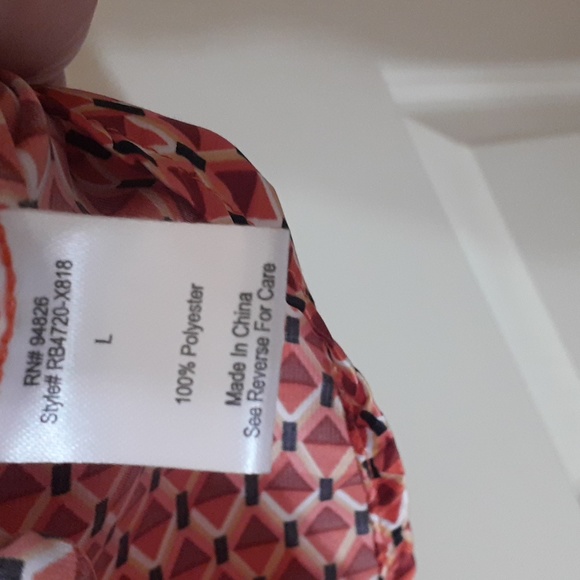 RN# 94826
Style# RB4720-X818
L
100% Polyester
Made In China
See Reverse For Care